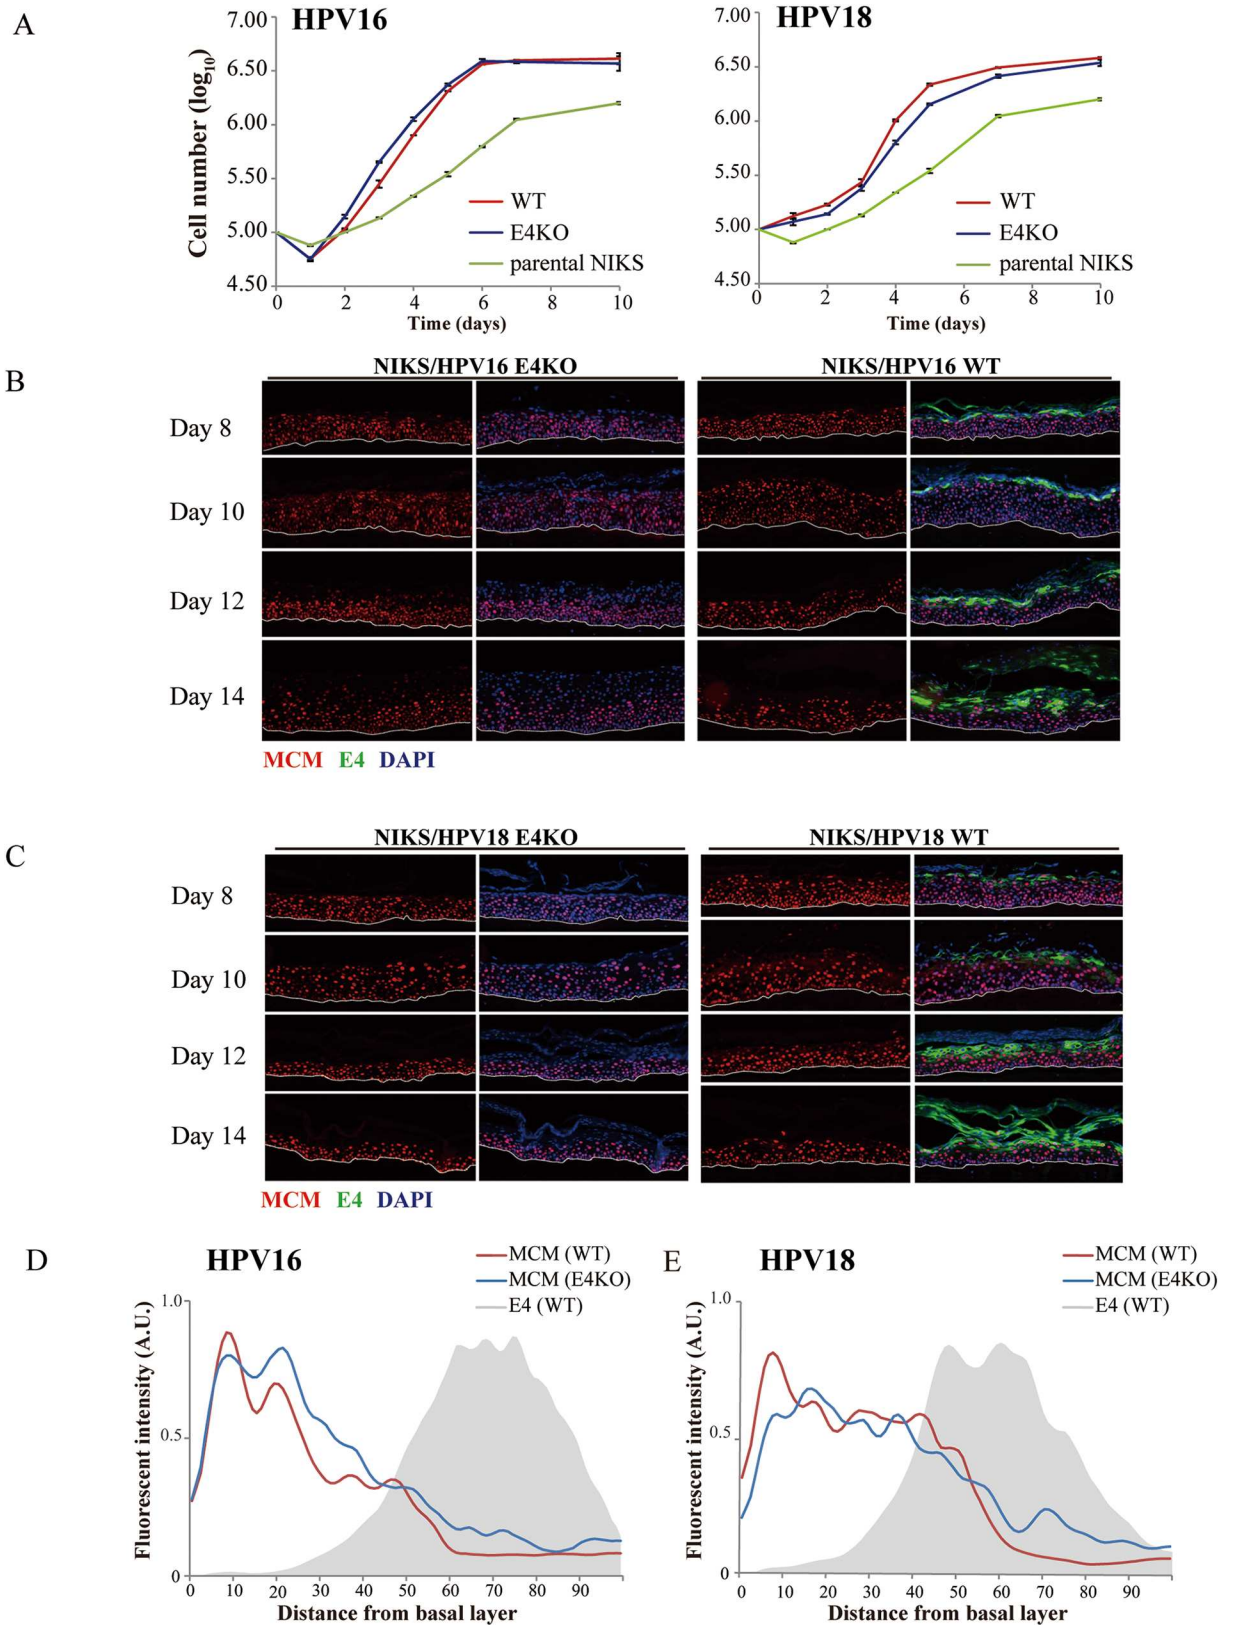 A
HPV16
7.00
6.50
6.00
5.50
5.00
4.50
Cell number (log10)
WT
E4KO
parental NIKS
0 2 4 6 8 10
Time (days)
HPV18
7.00
6.50
6.00
5.50
5.00
4.50
WT
E4KO
parental NIKS
0 2 4 6 8 10
Time (days)
B
NIKS/HPV16 E4KO NIKS/HPV16 WT
Day 8
Day 10
Day 12
Day 14
MCM E4 DAPI
C
NIKS/HPV18 E4KO NIKS/HPV18 WT
Day 8
Day 10
Day 12
Day 14
MCM E4 DAPI
D
HPV16
MCM (WT)
MCM (E4KO)
E4 (WT)
1.0
0.5
0
Fluorescent intensity (A.U.)
0 10 20 30 40 50 60 70 80 90
Distance from basal layer
E
HPV18
MCM (WT)
MCM (E4KO)
E4 (WT)
1.0
0.5
0
Fluorescent intensity (A.U.)
0 10 20 30 40 50 60 70 80 90
Distance from basal layer